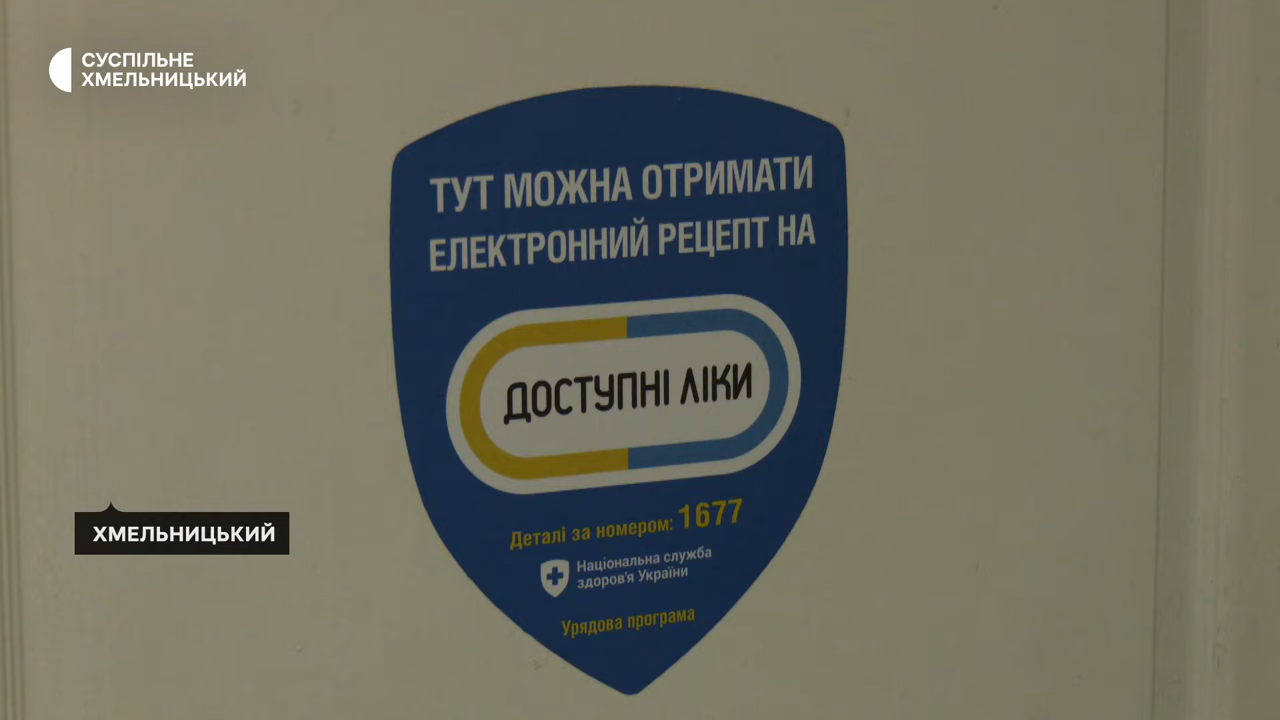 СУСПІЛЬНЕ
ХМЕЛЬНИЦЬКИЙ
ТУТ МОЖНА ОТРИМАТИ
ЕЛЕКТРОННИЙ РЕЦЕПТ НА
ДОСТУПНІ ЛІКИ
Деталі за номером: 1677
Національна служба
здоров'я України
Урядова програма
ХМЕЛЬНИЦЬКИЙ